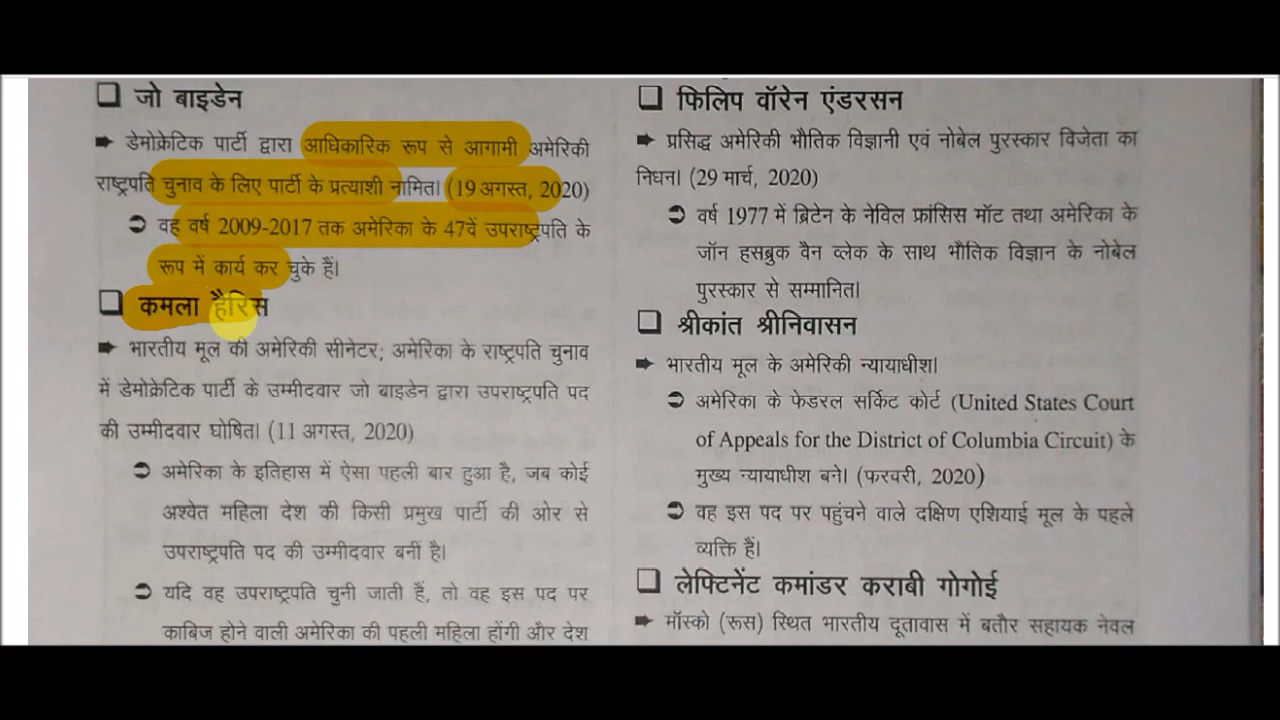 ❑ जो बाइडेन
➡ डेमोक्रेटिक पार्टी द्वारा आधिकारिक रूप से आगामी अमेरिकी
राष्ट्रपति चुनाव के लिए पार्टी के प्रत्याशी नामित। (19 अगस्त, 2020)
➲ वह वर्ष 2009-2017 तक अमेरिका के 47वें उपराष्ट्रपति के
रूप में कार्य कर चुके हैं।
❑ कमला हैरिस
➡ भारतीय मूल की अमेरिकी सीनेटर; अमेरिका के राष्ट्रपति चुनाव
में डेमोक्रेटिक पार्टी के उम्मीदवार जो बाइडेन द्वारा उपराष्ट्रपति पद
की उम्मीदवार घोषित। (11 अगस्त, 2020)
➲ अमेरिका के इतिहास में ऐसा पहली बार हुआ है, जब कोई
अश्वेत महिला देश की किसी प्रमुख पार्टी की ओर से
उपराष्ट्रपति पद की उम्मीदवार बनीं है।
➲ यदि वह उपराष्ट्रपति चुनी जाती हैं, तो वह इस पद पर
काबिज होने वाली अमेरिका की पहली महिला होंगी और देश
❑ फिलिप वॉरेन एंडरसन
➡ प्रसिद्ध अमेरिकी भौतिक विज्ञानी एवं नोबेल पुरस्कार विजेता का
निधन। (29 मार्च, 2020)
➲ वर्ष 1977 में ब्रिटेन के नेविल फ्रांसिस मॉट तथा अमेरिका के
जॉन हसब्रुक वैन व्लेक के साथ भौतिक विज्ञान के नोबेल
पुरस्कार से सम्मानित।
❑ श्रीकांत श्रीनिवासन
➡ भारतीय मूल के अमेरिकी न्यायाधीश।
➲ अमेरिका के फेडरल सर्किट कोर्ट (United States Court
of Appeals for the District of Columbia Circuit) के
मुख्य न्यायाधीश बने। (फरवरी, 2020)
➲ वह इस पद पर पहुंचने वाले दक्षिण एशियाई मूल के पहले
व्यक्ति हैं।
❑ लेफ्टिनेंट कमांडर कराबी गोगोई
➡ मॉस्को (रूस) स्थित भारतीय दूतावास में बतौर सहायक नेवल